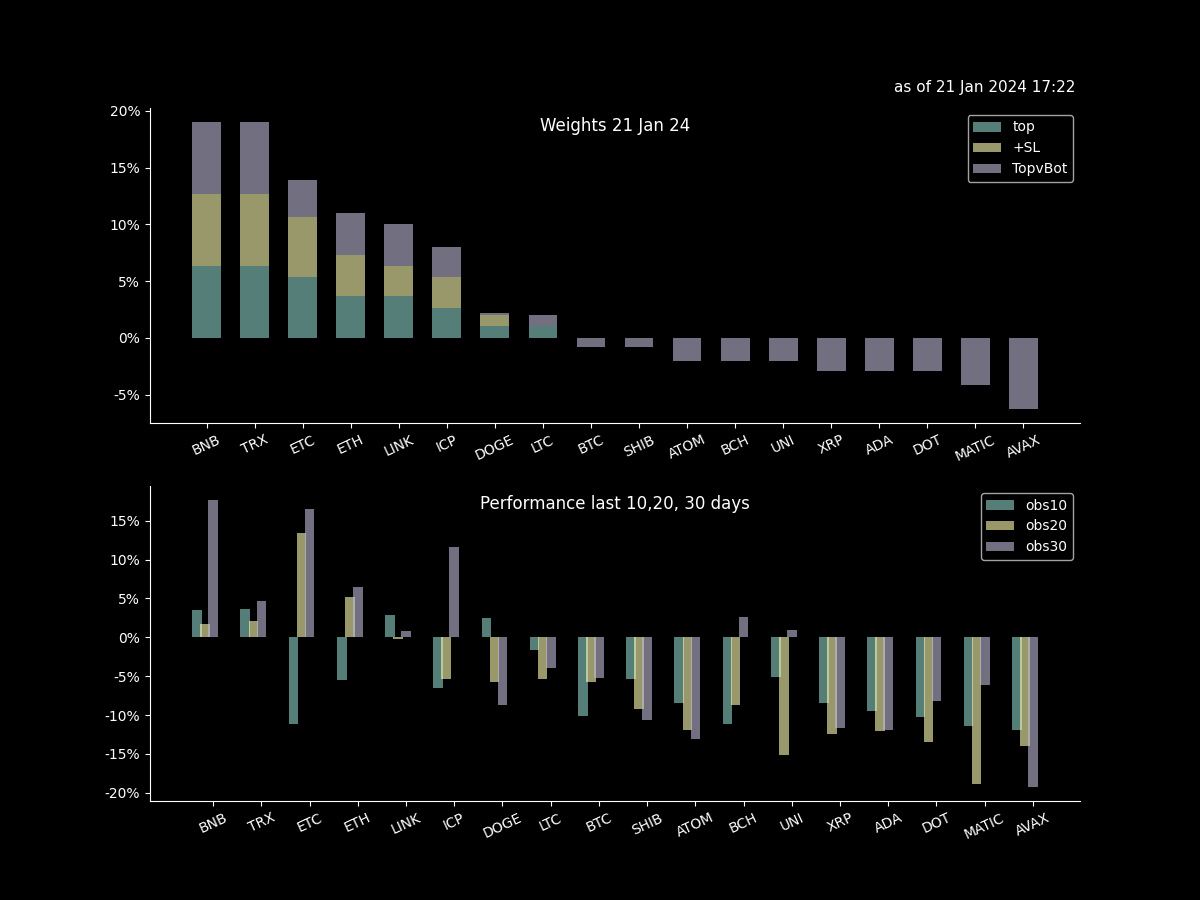 as of 21 Jan 2024 17:22
Weights 21 Jan 24
top
+SL
TopvBot
20%
15%
10%
5%
0%
-5%
BNB TRX ETC ETH LINK ICP DOGE LTC BTC SHIB ATOM BCH UNI XRP ADA DOT MATIC AVAX
Performance last 10,20, 30 days
obs10
obs20
obs30
15%
10%
5%
0%
-5%
-10%
-15%
-20%
BNB TRX ETC ETH LINK ICP DOGE LTC BTC SHIB ATOM BCH UNI XRP ADA DOT MATIC AVAX